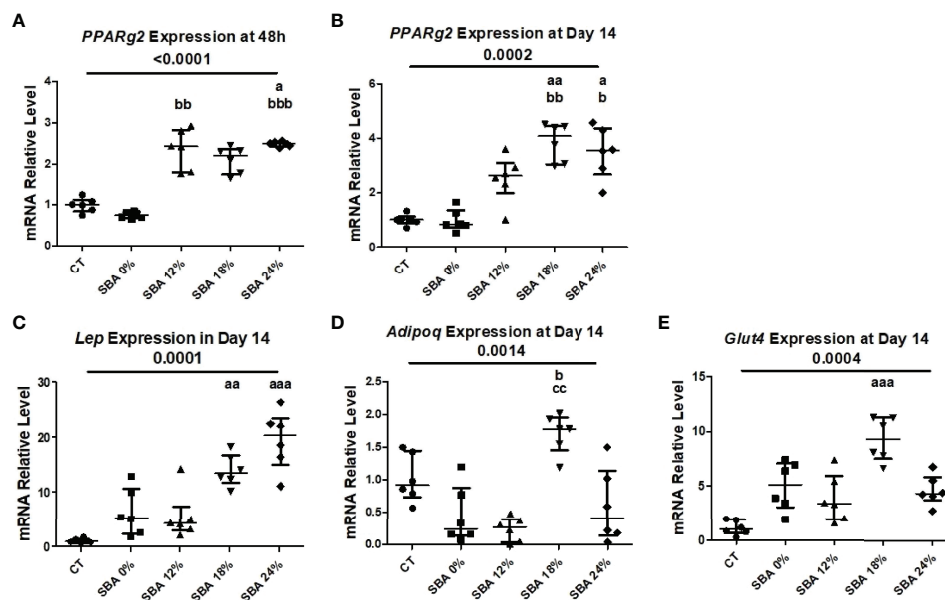 A
PPARg2 Expression at 48h
<0.0001
mRNA Relative Level
4
3
2
1
0
bb
a
bbb
CT
SBA 0%
SBA 12%
SBA 18%
SBA 24%
B
PPARg2 Expression at Day 14
0.0002
mRNA Relative Level
6
4
2
0
aa
bb
a
b
CT
SBA 0%
SBA 12%
SBA 18%
SBA 24%
C
Lep Expression in Day 14
0.0001
mRNA Relative Level
30
20
10
0
aa
aaa
CT
SBA 0%
SBA 12%
SBA 18%
SBA 24%
D
Adipoq Expression at Day 14
0.0014
mRNA Relative Level
2.5
2.0
1.5
1.0
0.5
0.0
b
cc
CT
SBA 0%
SBA 12%
SBA 18%
SBA 24%
E
Glut4 Expression at Day 14
0.0004
mRNA Relative Level
15
10
5
0
aaa
CT
SBA 0%
SBA 12%
SBA 18%
SBA 24%